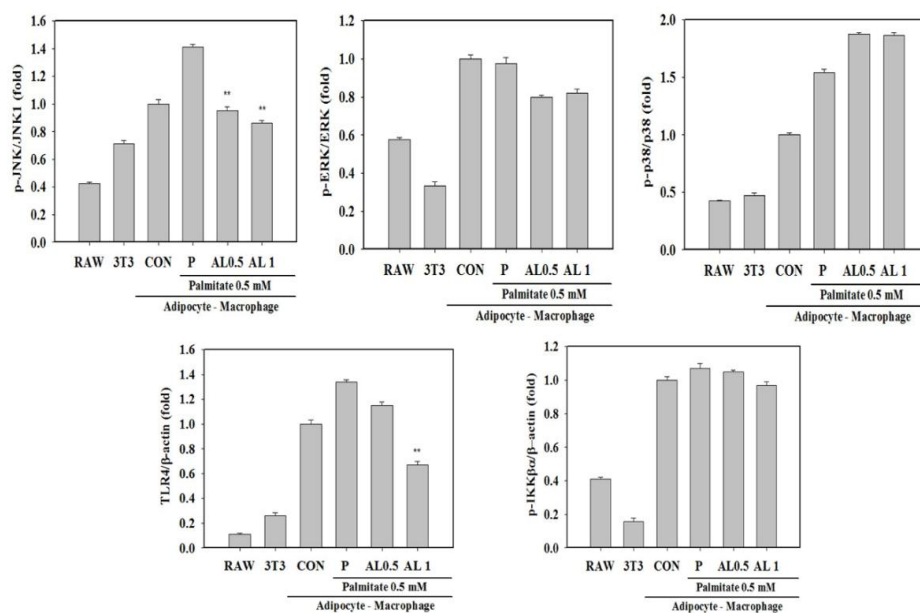 p-JNK/JNK1 (fold)
1.6
1.4
1.2
1.0
0.8
0.6
0.4
0.2
0.0
**
**
RAW 3T3 CON P AL0.5 AL 1
Palmitate 0.5 mM
Adipocyte - Macrophage
p-ERK/ERK (fold)
1.2
1.0
0.8
0.6
0.4
0.2
0.0
RAW 3T3 CON P AL0.5 AL 1
Palmitate 0.5 mM
Adipocyte - Macrophage
p-p38/p38 (fold)
2.0
1.5
1.0
0.5
0.0
RAW 3T3 CON P AL0.5 AL 1
Palmitate 0.5 mM
Adipocyte - Macrophage
TLR4/β-actin (fold)
1.6
1.4
1.2
1.0
0.8
0.6
0.4
0.2
0.0
**
RAW 3T3 CON P AL0.5 AL 1
Palmitate 0.5 mM
Adipocyte - Macrophage
p-IKKβα/β-actin (fold)
1.2
1.0
0.8
0.6
0.4
0.2
0.0
RAW 3T3 CON P AL0.5 AL 1
Palmitate 0.5 mM
Adipocyte - Macrophage